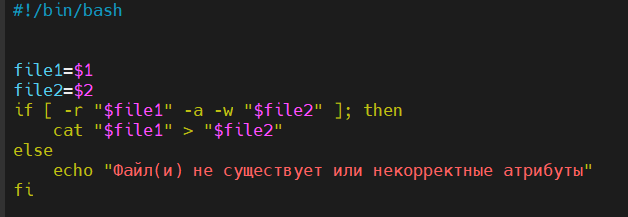 #!/bin/bash
file1=$1
file2=$2
if [ -r "$file1" -a -w "$file2" ]; then
    cat "$file1" > "$file2"
else
    echo "Файл(и) не существует или некорректные атрибуты"
fi